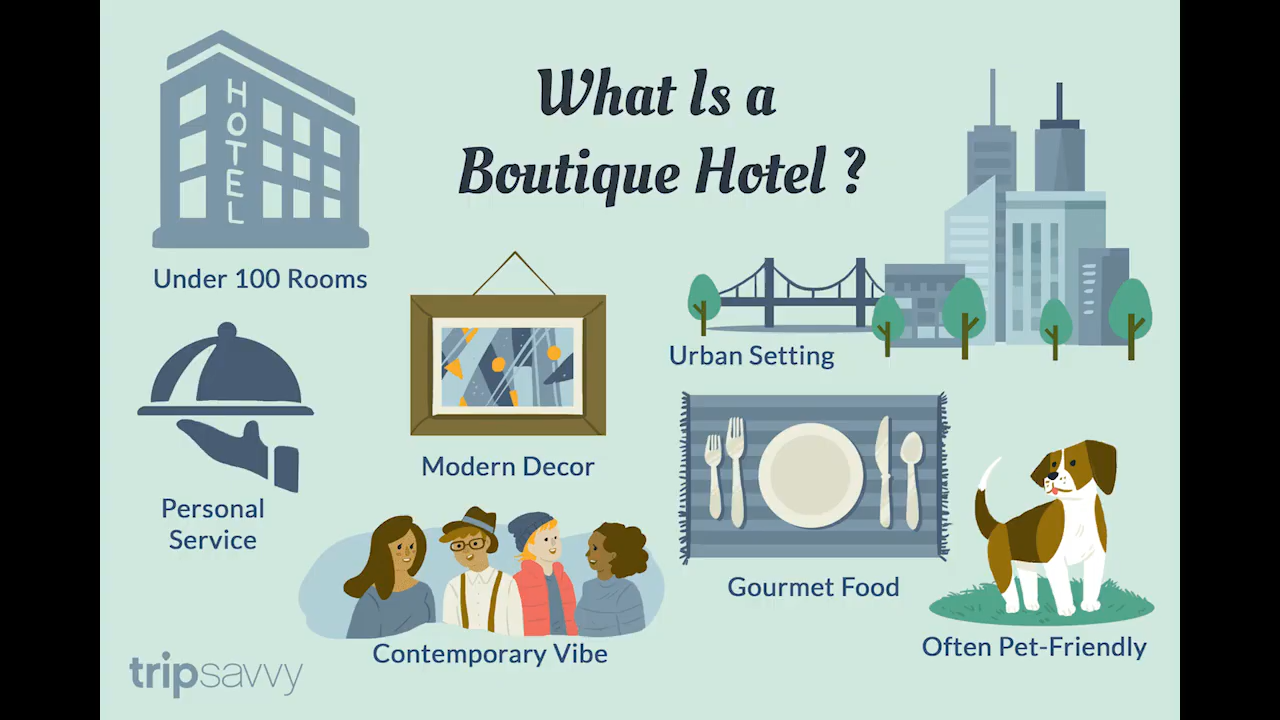 What Is a
Boutique Hotel ?
HOTEL
Under 100 Rooms
Urban Setting
Modern Decor
Personal
Service
Gourmet Food
Contemporary Vibe
Often Pet-Friendly
tripsavvy